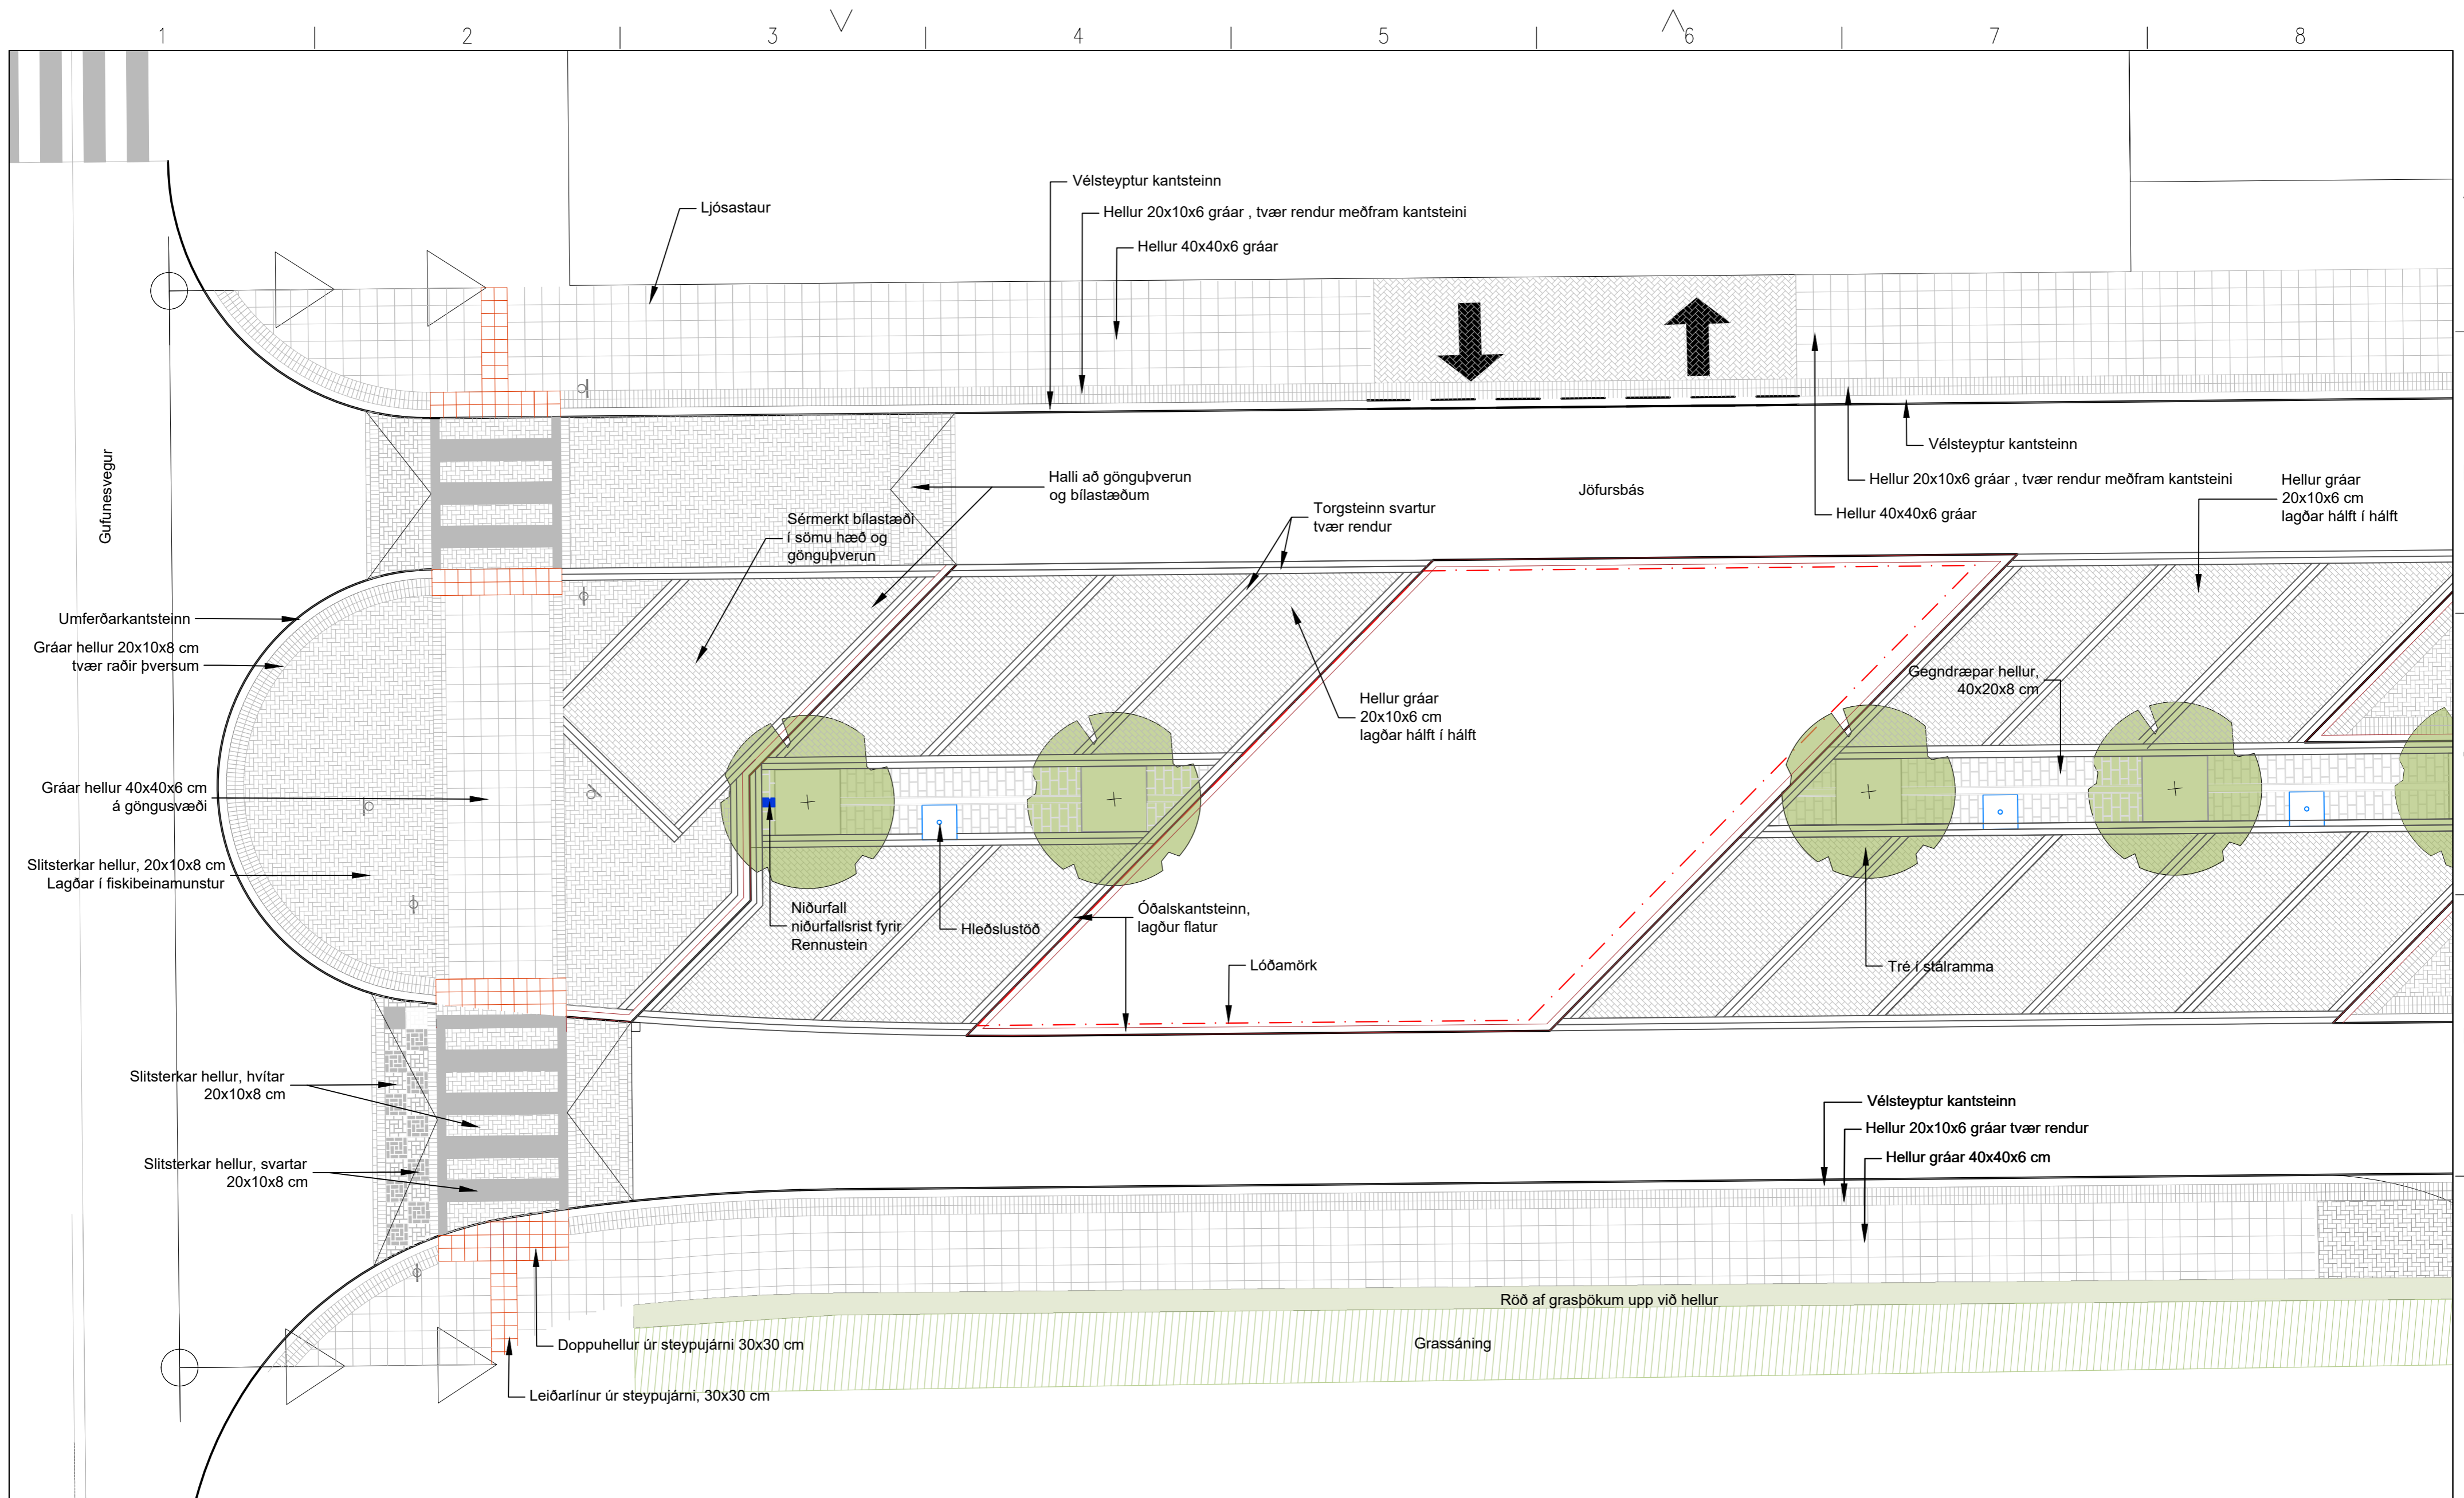 1 2 3 4 5 6 7 8
Vélsteyptur kantsteinn
Ljósastaur
Hellur 20x10x6 gráar , tvær rendur meðfram kantsteini
Hellur 40x40x6 gráar
Gufunesvegur
Vélsteyptur kantsteinn
Halli að gönguþverun
og bílastæðum
Hellur 20x10x6 gráar , tvær rendur meðfram kantsteini
Hellur gráar
20x10x6 cm
lagðar hálft í hálft
Jöfursbás
Torgsteinn svartur
tvær rendur
Hellur 40x40x6 gráar
Sérmerkt bílastæði
í sömu hæð og
gönguþverun
Umferðarkantsteinn
Gráar hellur 20x10x8 cm
tvær raðir þversum
Gegndræpar hellur,
40x20x8 cm
Hellur gráar
20x10x6 cm
lagðar hálft í hálft
Gráar hellur 40x40x6 cm
á göngusvæði
Slitsterkar hellur, 20x10x8 cm
Lagðar í fiskibeinamunstur
Niðurfall
niðurfallsrist fyrir
Rennustein
Hleðslustöð
Óðalskantsteinn,
lagður flatur
Lóðamörk
Tré í stálramma
Slitsterkar hellur, hvítar
20x10x8 cm
Slitsterkar hellur, svartar
20x10x8 cm
Vélsteyptur kantsteinn
Hellur 20x10x6 gráar tvær rendur
Hellur gráar 40x40x6 cm
Röð af grasþökum upp við hellur
Grassáning
Doppuhellur úr steypujárni 30x30 cm
Leiðarlínur úr steypujárni, 30x30 cm